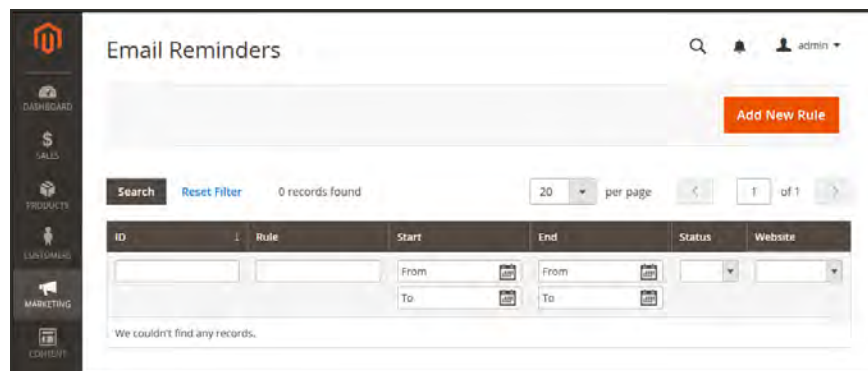 Email Reminders
admin
DASHBOARD
Add New Rule
SALES
Search Reset Filter 0 records found 20 per page 1 of 1
PRODUCTS
ID Rule Start End Status Website
CUSTOMERS
From From
MARKETING
To To
We couldn't find any records.
CONTENT